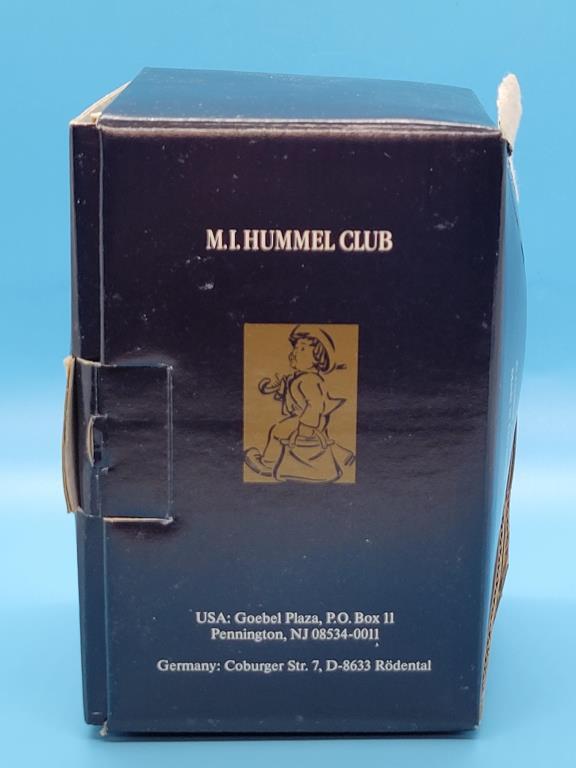 M.I. HUMMEL CLUB
USA: Goebel Plaza, P.O. Box 11
Pennington, NJ 08534-0011
Germany: Coburger Str. 7, D-8633 Rödental